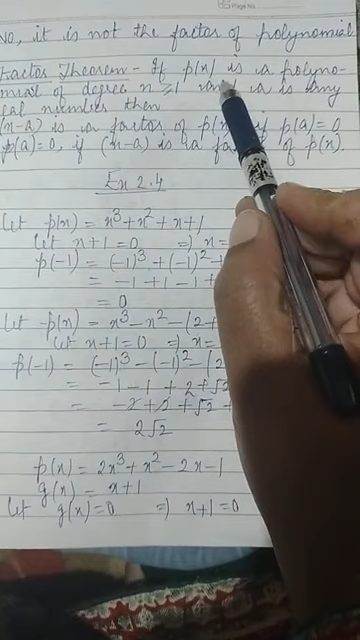 No, it is not the factor of polynomial
Factor Theorem - If p(x) is a polyno-
mial of degree n ≥ 1 and a is any
real number then
(x-a) is a factor of p(x) if p(a) = 0
p(a) = 0, if (x-a) is a fa of p(x)
Ex 2.4
Let p(x) = x³ + x² + x + 1
Let x + 1 = 0 ⇒ x =
p(-1) = (-1)³ + (-1)² +
= -1 + 1 - 1 +
= 0
Let p(x) = x³ - x² - (2 +
Let x + 1 = 0 ⇒ x =
p(-1) = (-1)³ - (-1)² - (2
= -1 - 1 + 2 + √2
= -2 + 2 + √2 +
= 2√2
p(x) = 2x³ + x² - 2x - 1
g(x) = x + 1
Let g(x) = 0 ⇒ x + 1 = 0